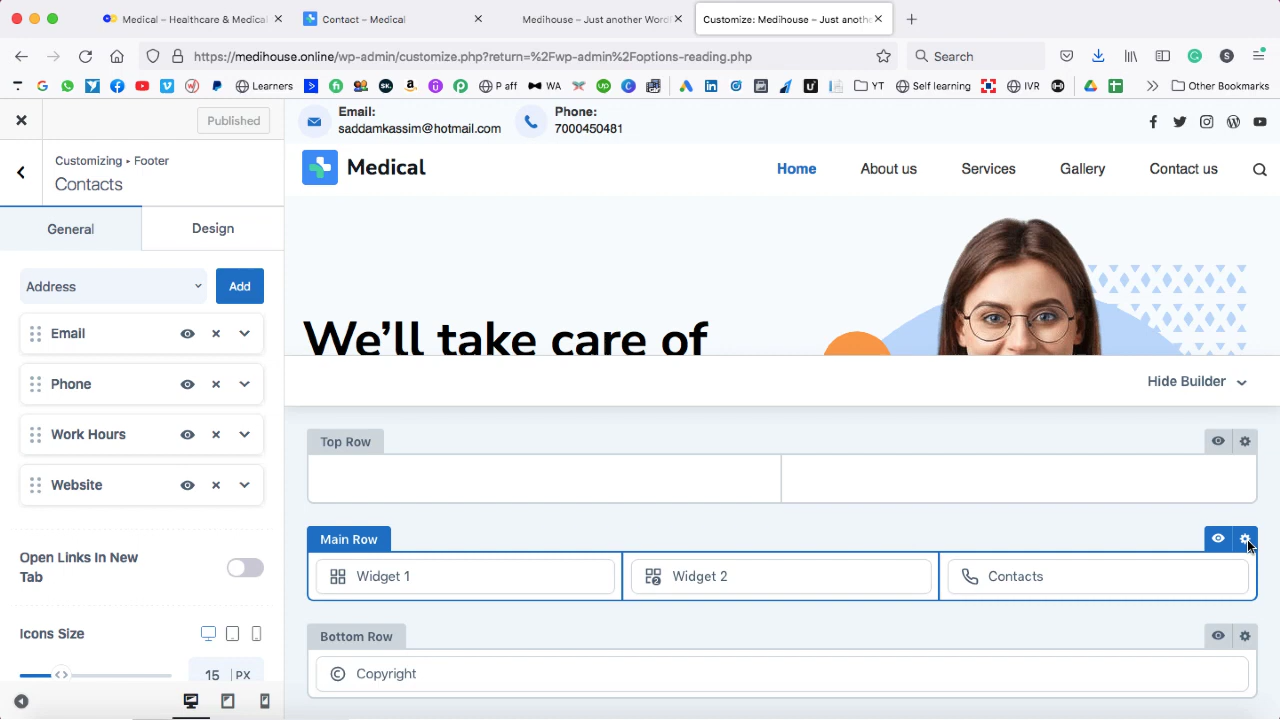 Medical – Healthcare & Medical
Contact – Medical
Medihouse – Just another Word
Customize: Medihouse – Just anoth
https://medihouse.online/wp-admin/customize.php?return=%2Fwp-admin%2Foptions-reading.php
Search
Learners
P aff
WA
YT
Self learning
IVR
Other Bookmarks
Published
Customizing ▸ Footer
Contacts
General
Design
Address
Add
Email
Phone
Work Hours
Website
Open Links In New
Tab
Icons Size
15 PX
Email:
saddamkassim@hotmail.com
Phone:
7000450481
Medical
Home
About us
Services
Gallery
Contact us
We'll take care of
Hide Builder
Top Row
Main Row
Widget 1
Widget 2
Contacts
Bottom Row
Copyright